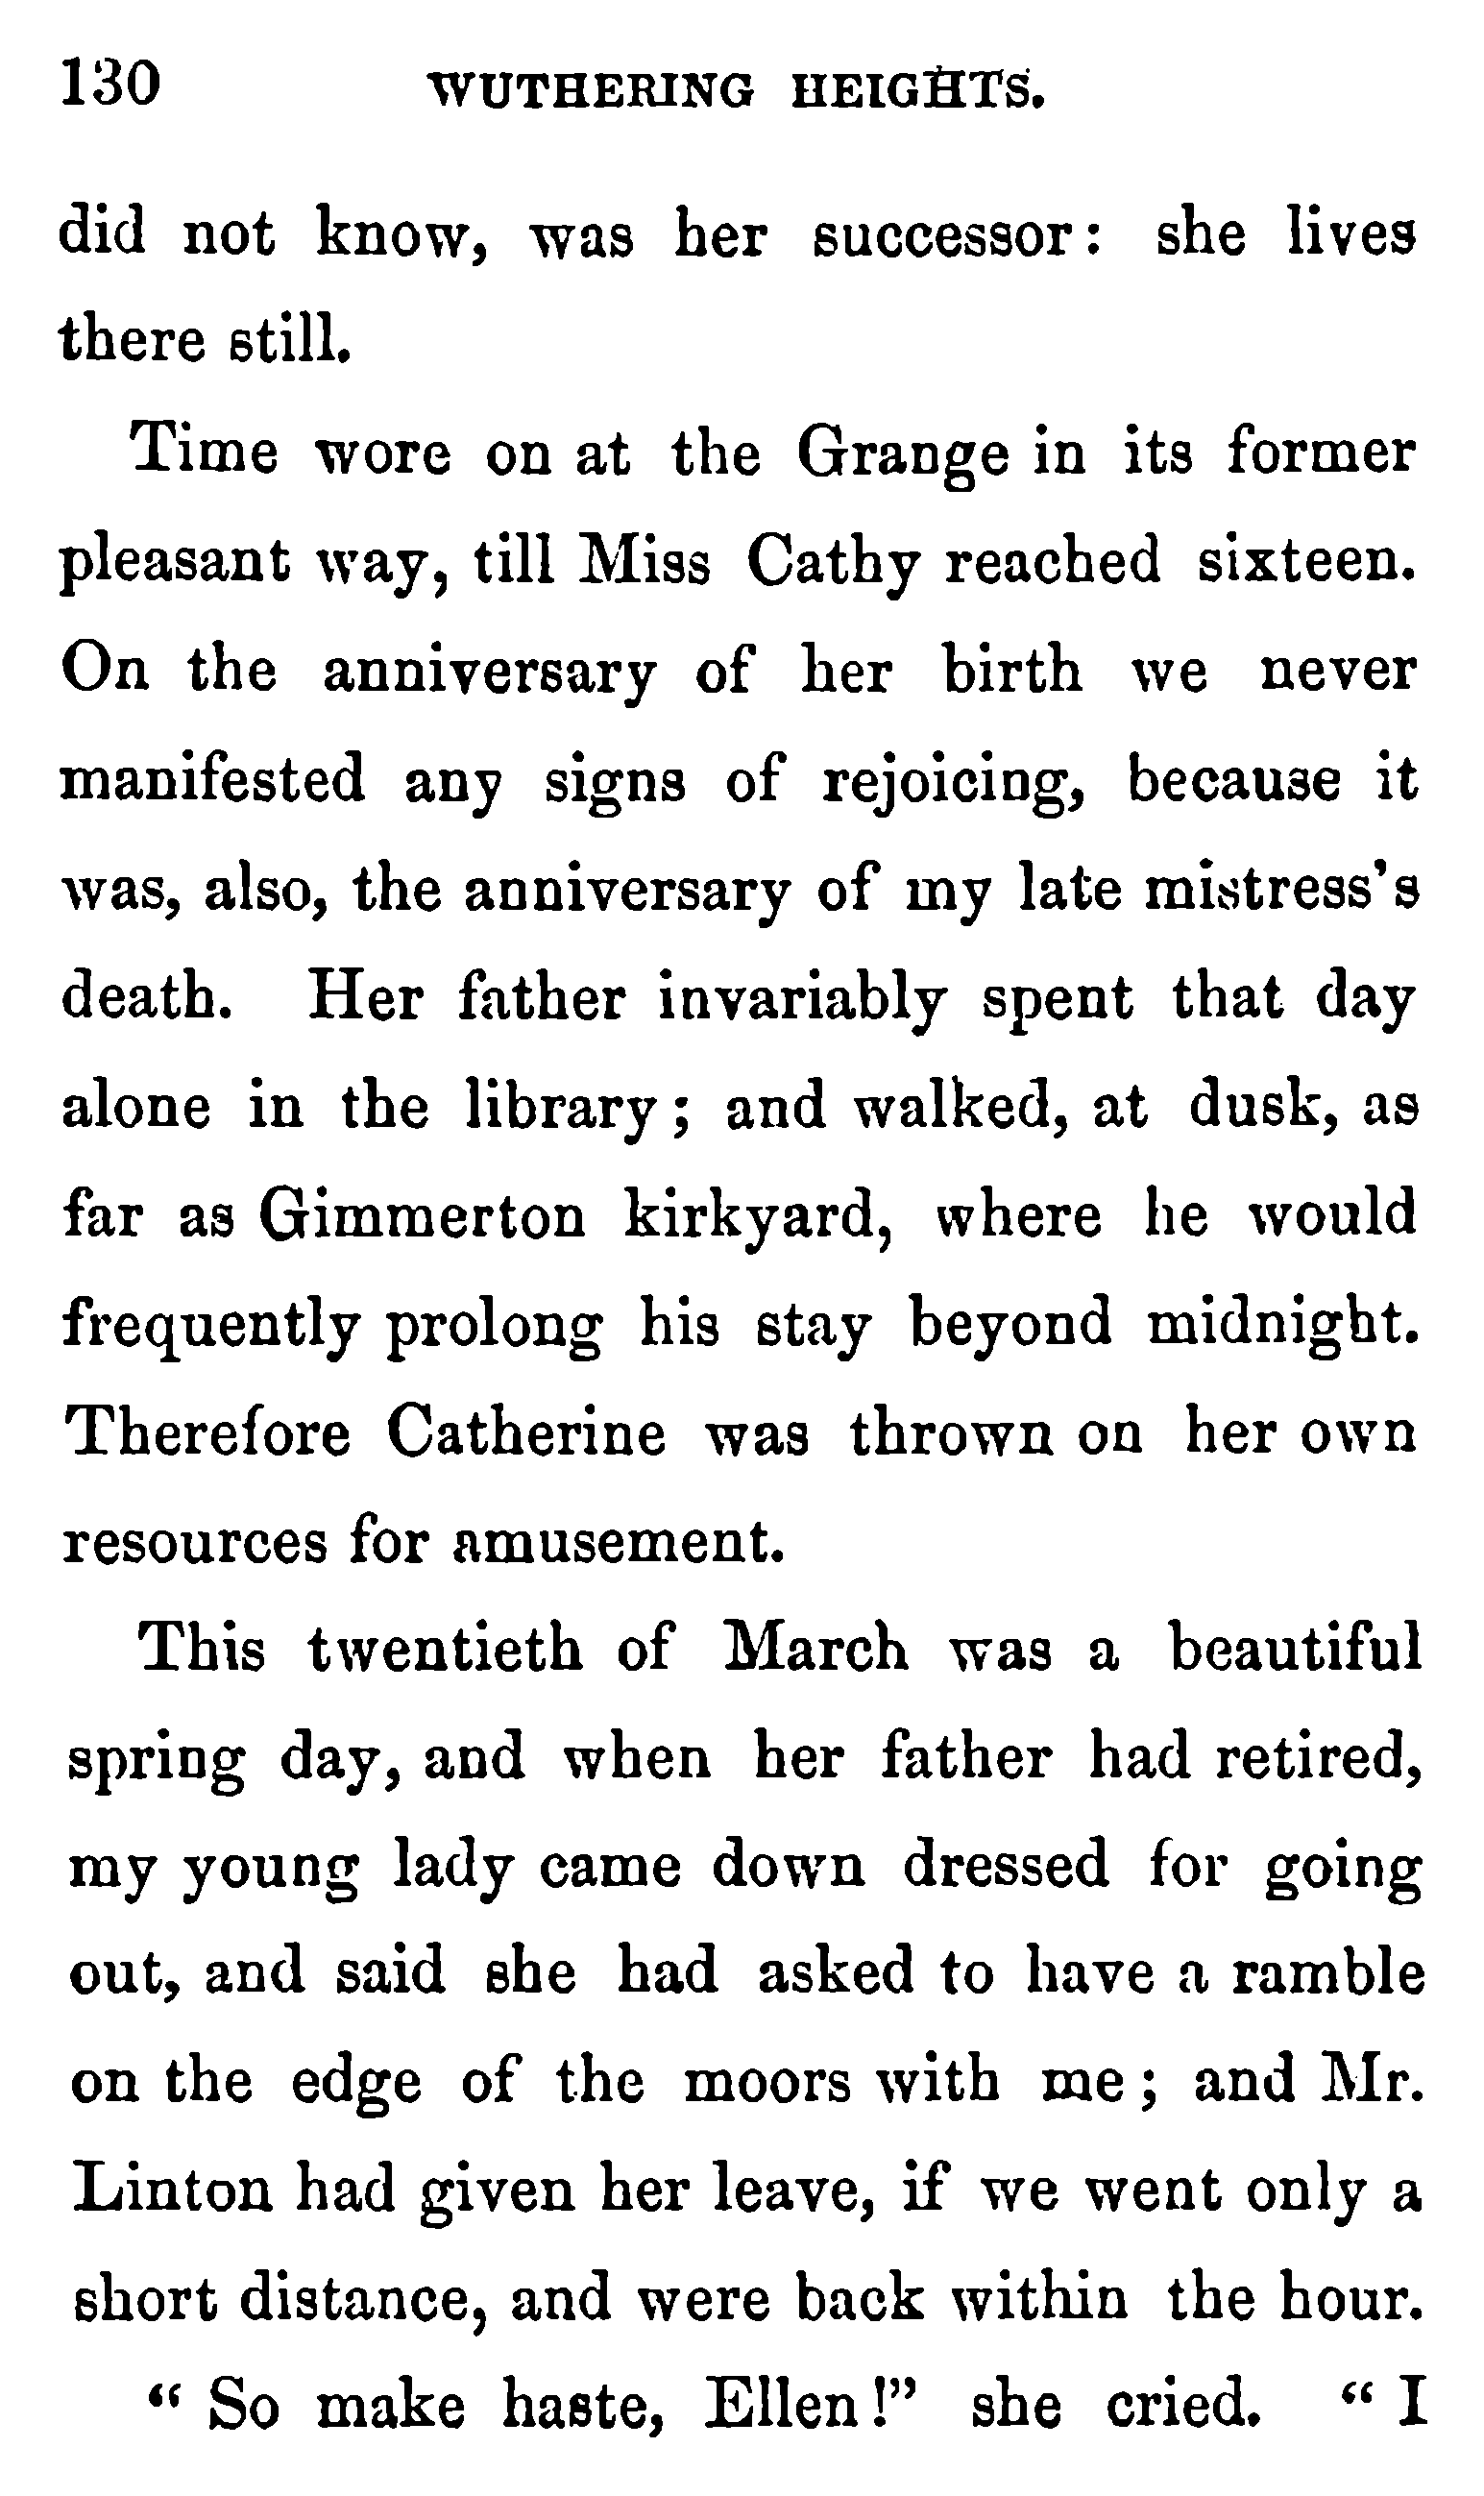 130 WUTHERING HEIGHTS.
did not know, was her successor: she lives
there still.
Time wore on at the Grange in its former
pleasant way, till Miss Cathy reached sixteen.
On the anniversary of her birth we never
manifested any signs of rejoicing, because it
was, also, the anniversary of my late mistress's
death. Her father invariably spent that day
alone in the library; and walked, at dusk, as
far as Gimmerton kirkyard, where he would
frequently prolong his stay beyond midnight.
Therefore Catherine was thrown on her own
resources for amusement.
This twentieth of March was a beautiful
spring day, and when her father had retired,
my young lady came down dressed for going
out, and said she had asked to have a ramble
on the edge of the moors with me; and Mr.
Linton had given her leave, if we went only a
short distance, and were back within the hour.
“ So make haste, Ellen!” she cried. “ I